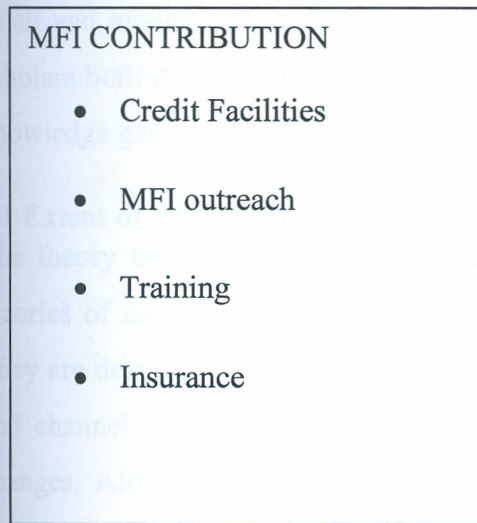 MFI CONTRIBUTION
• Credit Facilities
• MFI outreach
• Training
• Insurance